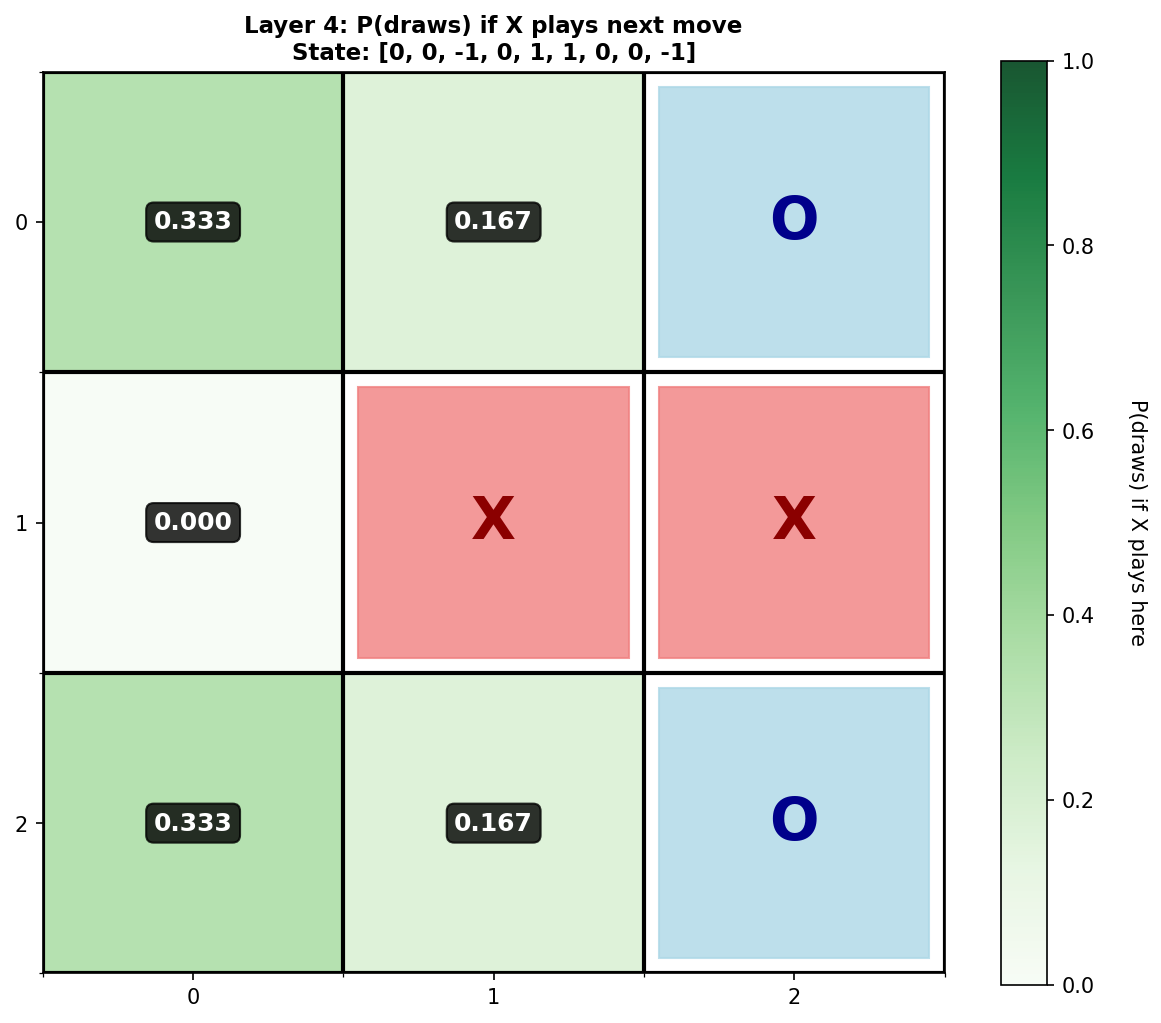 Layer 4: P(draws) if X plays next move
State: [0, 0, -1, 0, 1, 1, 0, 0, -1]
0
0.333
0.167
O
1
0.000
X
X
2
0.333
0.167
O
0
1
2
1.0
0.8
0.6
0.4
0.2
0.0
P(draws) if X plays here